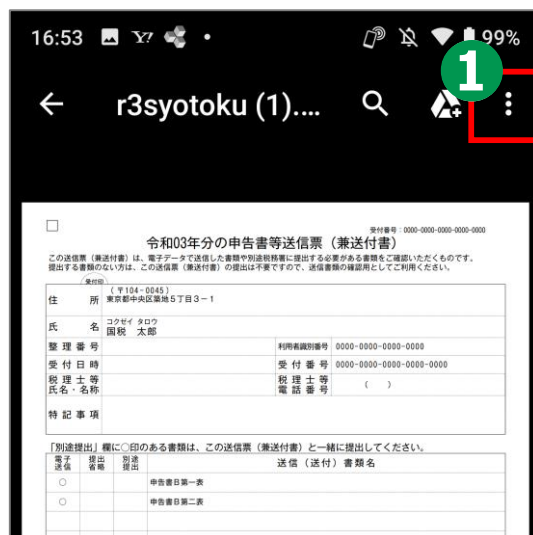 16:53 Y? 99%
1
r3syotoku (1)....
受付番号：0000-0000-0000-0000-0000
令和03年分の申告書等送信票（兼送付書）
この送信票（兼送付書）は、電子データで送信した書類や別途税務署に提出する必要がある書類をご確認いただくものです。
提出する書類のない方は、この送信票（兼送付書）の提出は不要ですので、送信書類の確認用としてご利用ください。
受付印
住 所 （〒104-0045）
東京都中央区築地５丁目３－１
氏 名 コクゼイ タロウ
国税 太郎
整理番号 利用者識別番号 0000-0000-0000-0000
受付日時 受付番号 0000-0000-0000-0000-0000
税理士等氏名・名称 税理士等電話番号 （ ）
特記事項
「別途提出」欄に○印のある書類は、この送信票（兼送付書）と一緒に提出してください。
電子送信 提出省略 別途提出 送信（送付）書類名
○ 申告書Ｂ第一表
○ 申告書Ｂ第二表